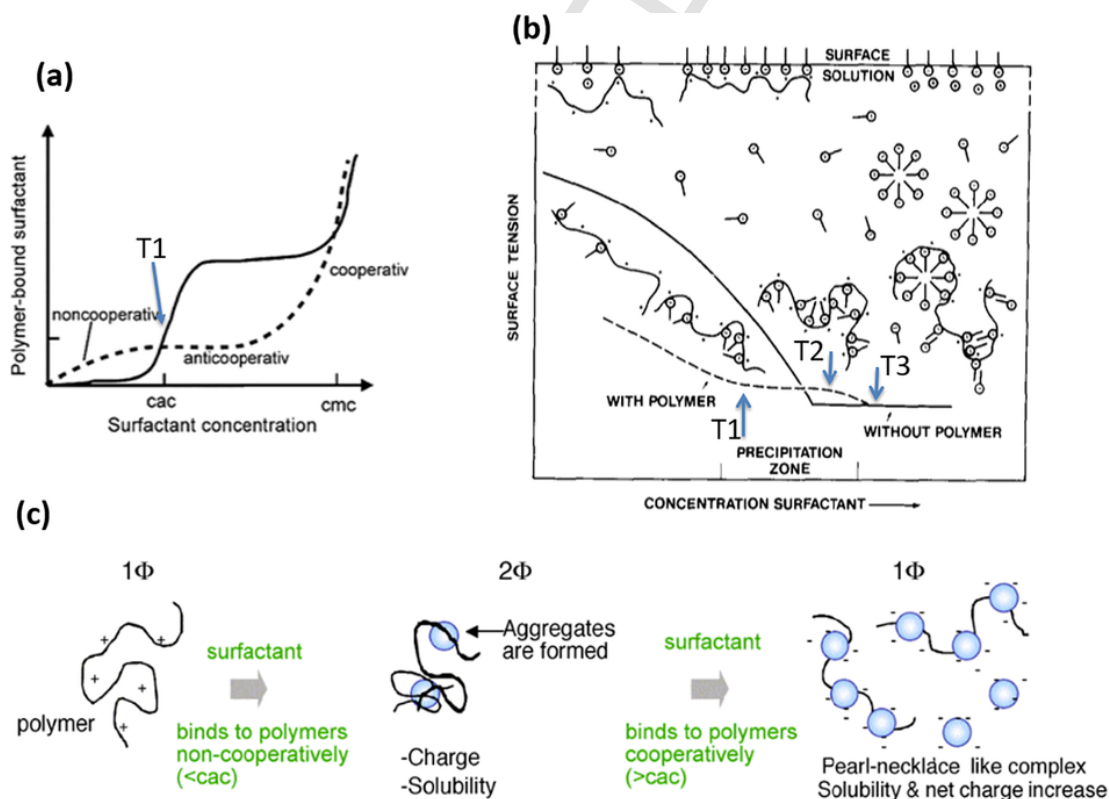 (a)
Polymer-bound surfactant
T1
noncooperativ
cooperativ
anticooperativ
cac
cmc
Surfactant concentration
(b)
SURFACE
SOLUTION
SURFACE TENSION
T2
T3
WITH POLYMER
T1
WITHOUT POLYMER
PRECIPITATION
ZONE
CONCENTRATION SURFACTANT
(c)
1Φ
polymer
surfactant
binds to polymers
non-cooperatively
(<cac)
2Φ
Aggregates
are formed
-Charge
-Solubility
surfactant
binds to polymers
cooperatively
(>cac)
1Φ
Pearl-necklace like complex
Solubility & net charge increase